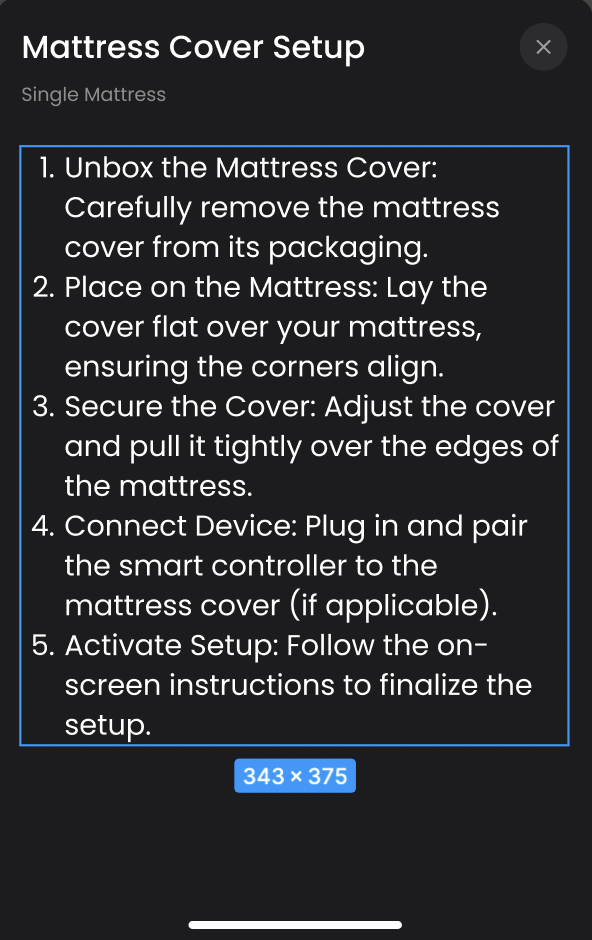 Mattress Cover Setup
Single Mattress
1. Unbox the Mattress Cover:
Carefully remove the mattress
cover from its packaging.
2. Place on the Mattress: Lay the
cover flat over your mattress,
ensuring the corners align.
3. Secure the Cover: Adjust the cover
and pull it tightly over the edges of
the mattress.
4. Connect Device: Plug in and pair
the smart controller to the
mattress cover (if applicable).
5. Activate Setup: Follow the on-
screen instructions to finalize the
setup.
343 × 375